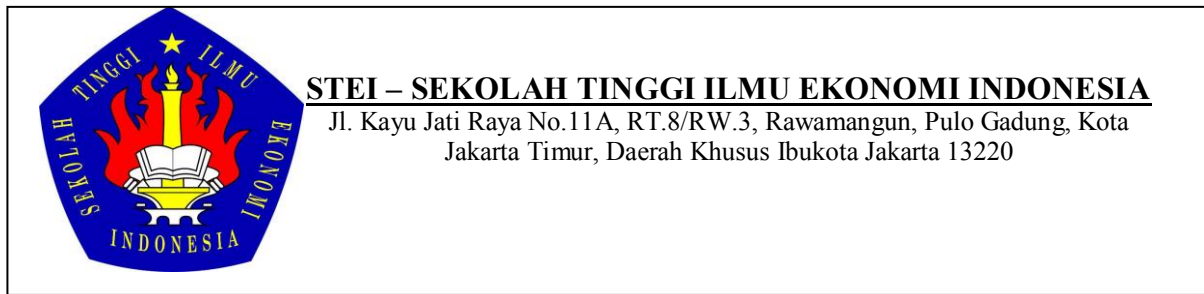 SEKOLAH TINGGI ILMU EKONOMI
INDONESIA
STEI – SEKOLAH TINGGI ILMU EKONOMI INDONESIA
Jl. Kayu Jati Raya No.11A, RT.8/RW.3, Rawamangun, Pulo Gadung, Kota
Jakarta Timur, Daerah Khusus Ibukota Jakarta 13220